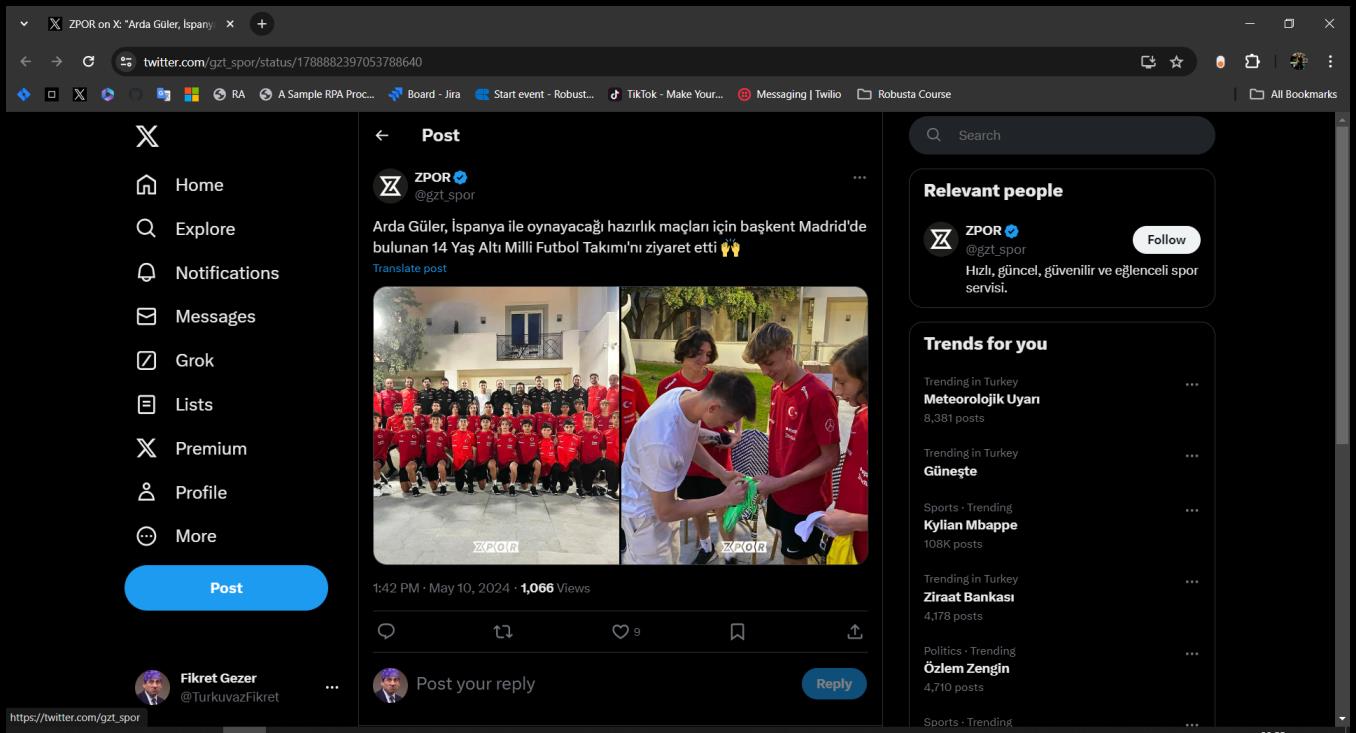 ZPOR on X: "Arda Güler, İspany
twitter.com/gzt_spor/status/1788882397053788640
RA
A Sample RPA Proc...
Board - Jira
Start event - Robust...
TikTok - Make Your...
Messaging | Twilio
Robusta Course
All Bookmarks
Home
Explore
Notifications
Messages
Grok
Lists
Premium
Profile
More
Post
Fikret Gezer
@TurkuvazFikret
https://twitter.com/gzt_spor
Post
ZPOR
@gzt_spor
Arda Güler, İspanya ile oynayacağı hazırlık maçları için başkent Madrid'de
bulunan 14 Yaş Altı Milli Futbol Takımı'nı ziyaret etti 🙌
Translate post
ZPOR
ZPOR
1:42 PM · May 10, 2024 · 1,066 Views
9
Post your reply
Reply
Search
Relevant people
ZPOR
@gzt_spor
Follow
Hızlı, güncel, güvenilir ve eğlenceli spor
servisi.
Trends for you
Trending in Turkey
Meteorolojik Uyarı
8,381 posts
Trending in Turkey
Güneşte
Sports · Trending
Kylian Mbappe
108K posts
Trending in Turkey
Ziraat Bankası
4,178 posts
Politics · Trending
Özlem Zengin
4,710 posts
Sports · Trending